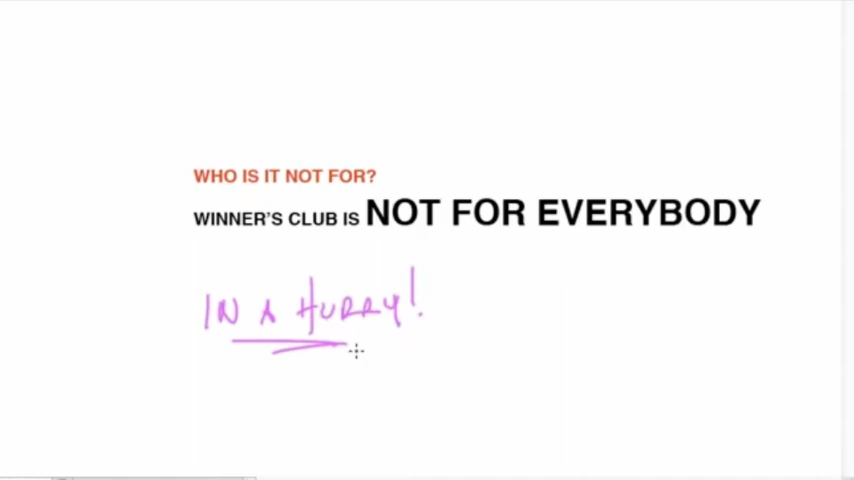 WHO IS IT NOT FOR?
WINNER'S CLUB IS NOT FOR EVERYBODY
IN A HURRY!